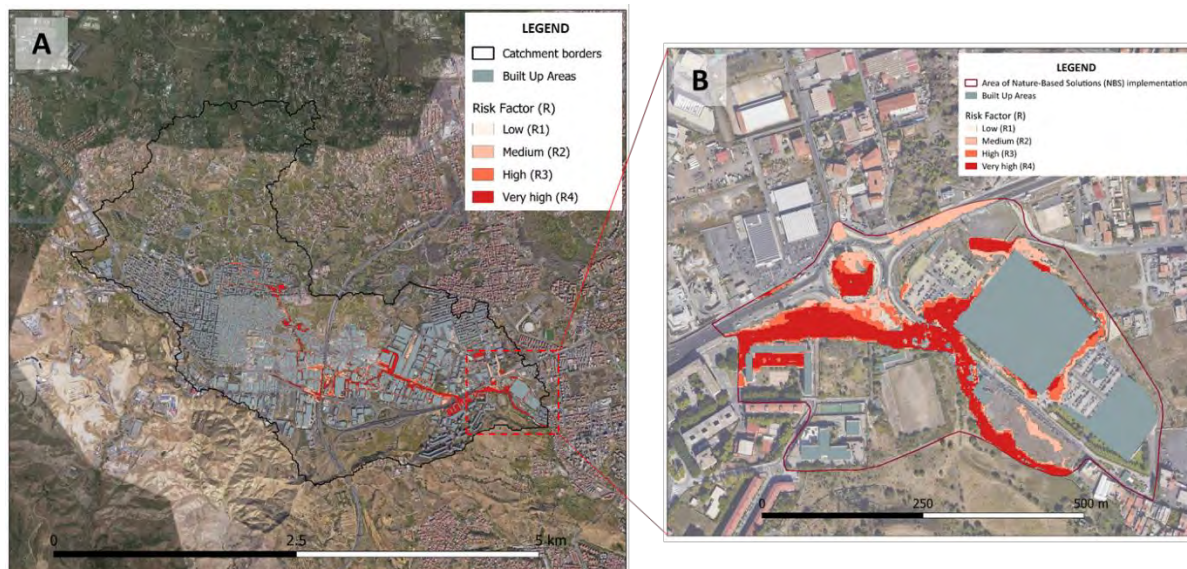 A
LEGEND
Catchment borders
Built Up Areas
Risk Factor (R)
Low (R1)
Medium (R2)
High (R3)
Very high (R4)
0
2.5
5 km
B
LEGEND
Area of Nature-Based Solutions (NBS) implementation
Built Up Areas
Risk Factor (R)
Low (R1)
Medium (R2)
High (R3)
Very high (R4)
0
250
500 m